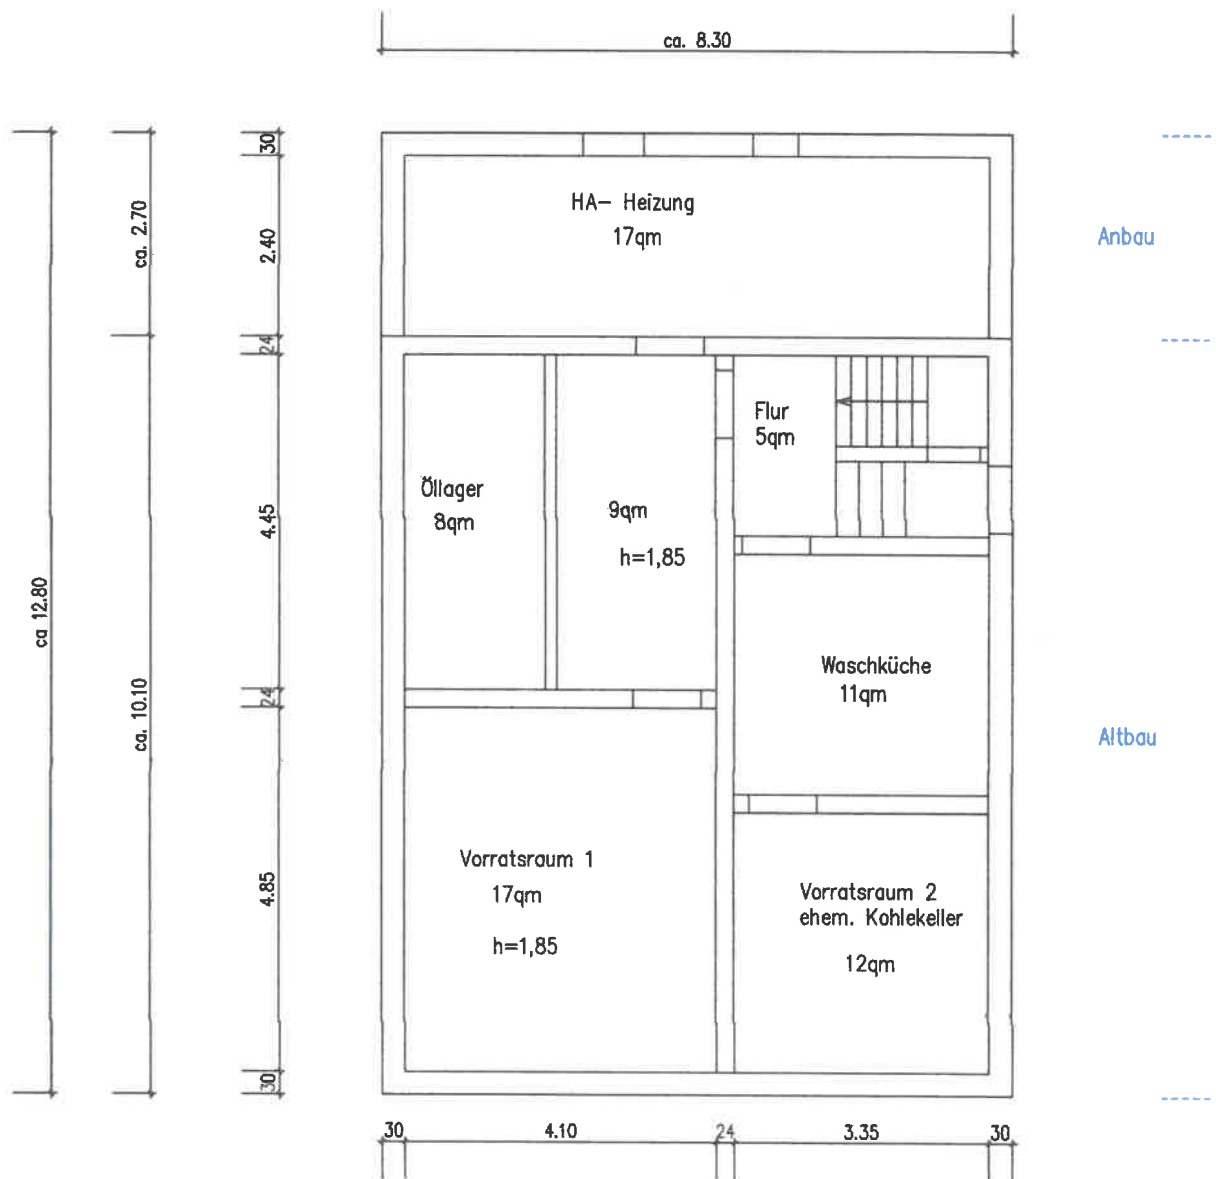 ca. 8.30
30
HA- Heizung
17qm
ca. 2.70
2.40
Anbau
24
Flur
5qm
Öllager
8qm
9qm
h=1,85
4.45
ca 12.80
Waschküche
11qm
24
ca. 10.10
Altbau
Vorratsraum 1
17qm
h=1,85
4.85
Vorratsraum 2
ehem. Kohlekeller
12qm
30
30 4.10 24 3.35 30